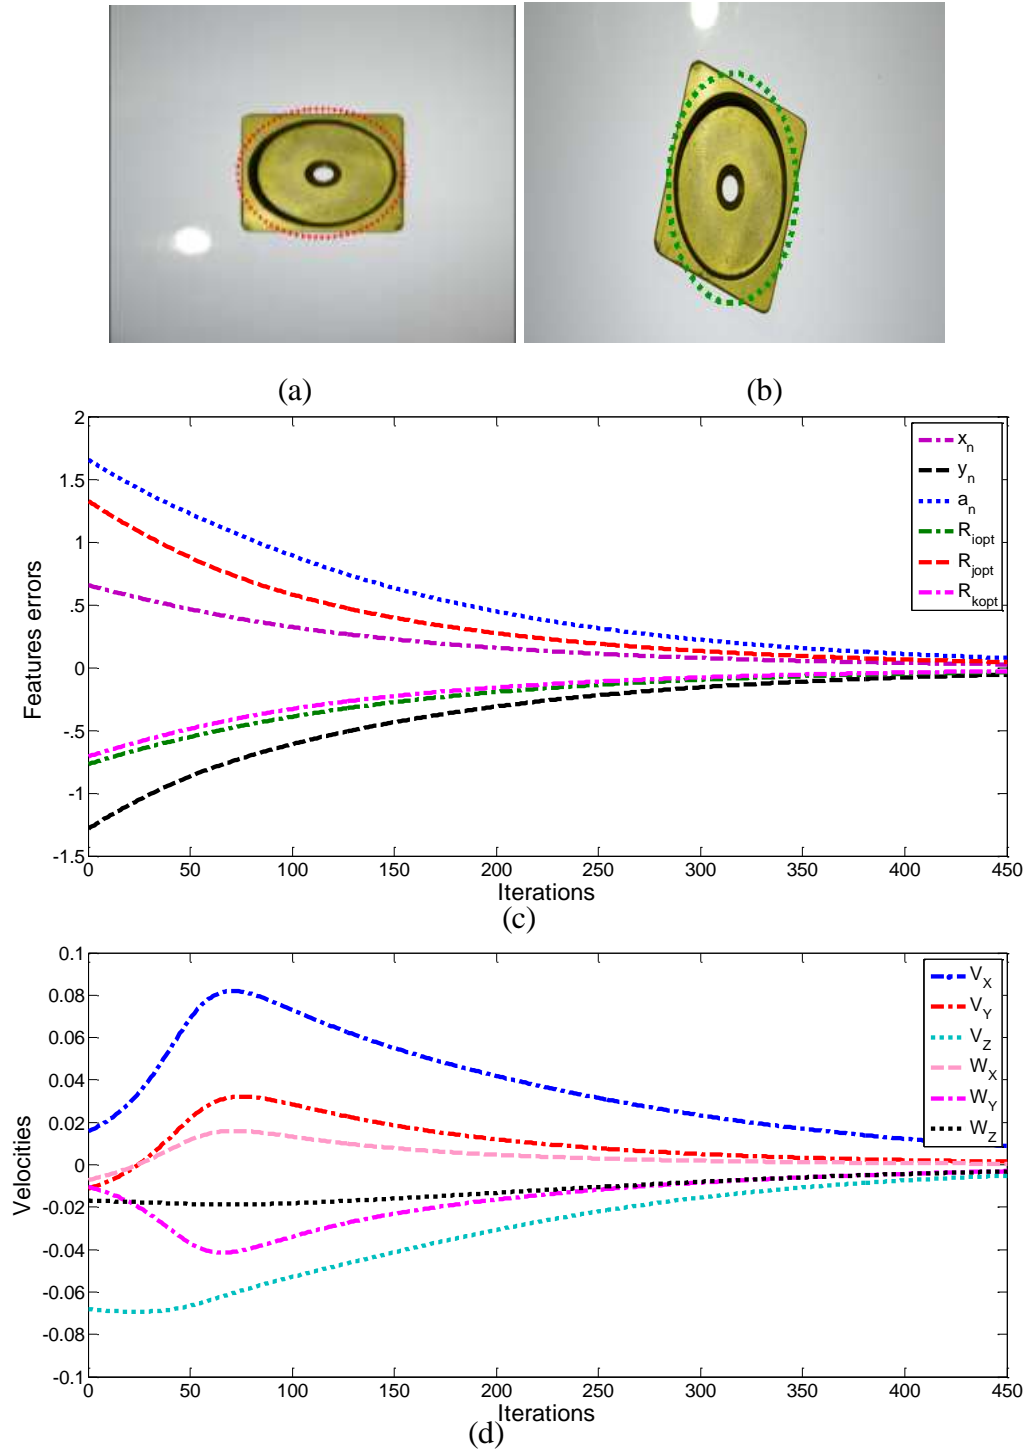 (a) (b)
2
1.5
1
.5
0
-.5
-1
-1.5
Features errors
x_n
y_n
a_n
R_iopt
R_jopt
R_kopt
0 50 100 150 200 250 300 350 400 450
Iterations
(c)
0.1
0.08
0.06
0.04
0.02
0
-0.02
-0.04
-0.06
-0.08
-0.1
Velocities
V_X
V_Y
V_Z
W_X
W_Y
W_Z
0 50 100 150 200 250 300 350 400 450
Iterations
(d)